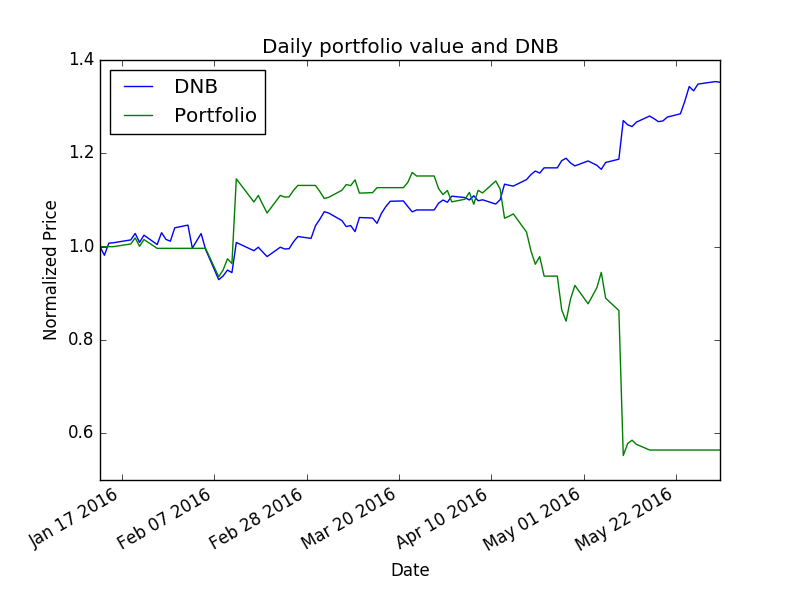 Daily portfolio value and DNB
DNB
Portfolio
1.4
1.2
1.0
0.8
0.6
Normalized Price
Jan 17 2016
Feb 07 2016
Feb 28 2016
Mar 20 2016
Apr 10 2016
May 01 2016
May 22 2016
Date